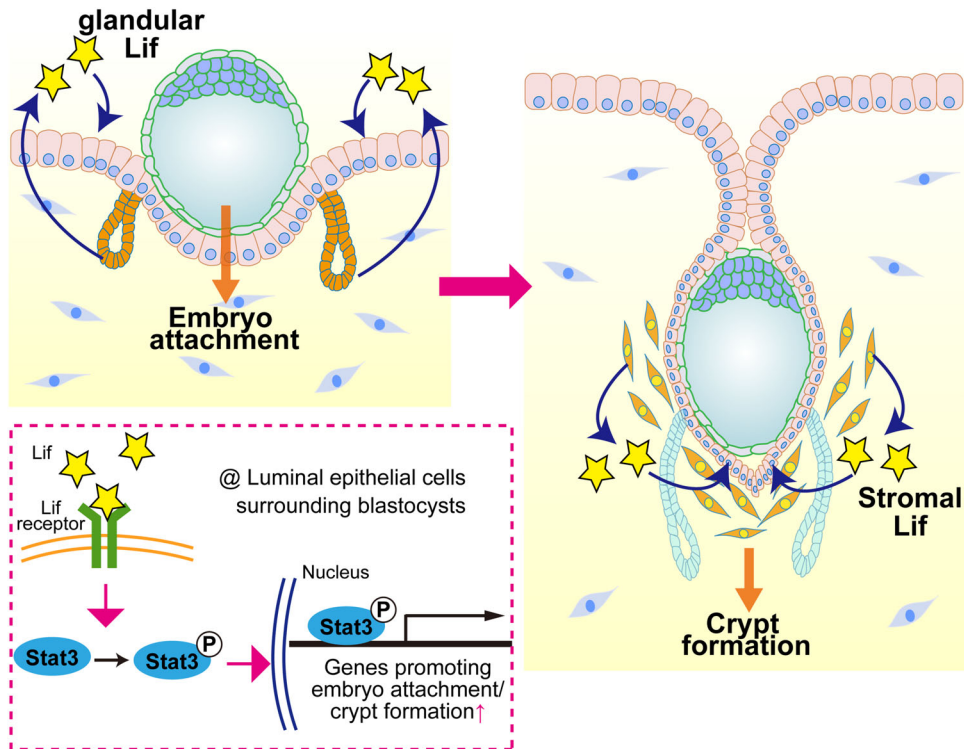 glandular
Lif
Embryo
attachment
Stromal
Lif
Crypt
formation
Lif
Lif
receptor
@ Luminal epithelial cells
surrounding blastocysts
Nucleus
Stat3
Stat3
P
Stat3
P
Genes promoting
embryo attachment/
crypt formation↑